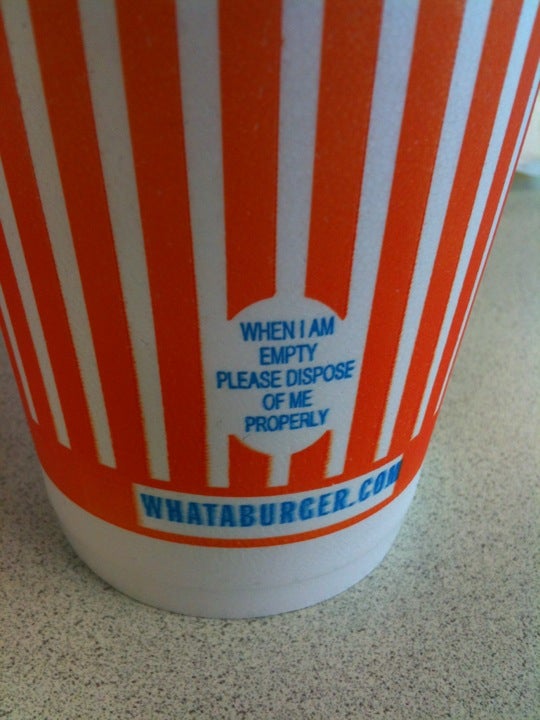 WHEN I AM
EMPTY
PLEASE DISPOSE
OF ME
PROPERLY
WHATABURGER.COM